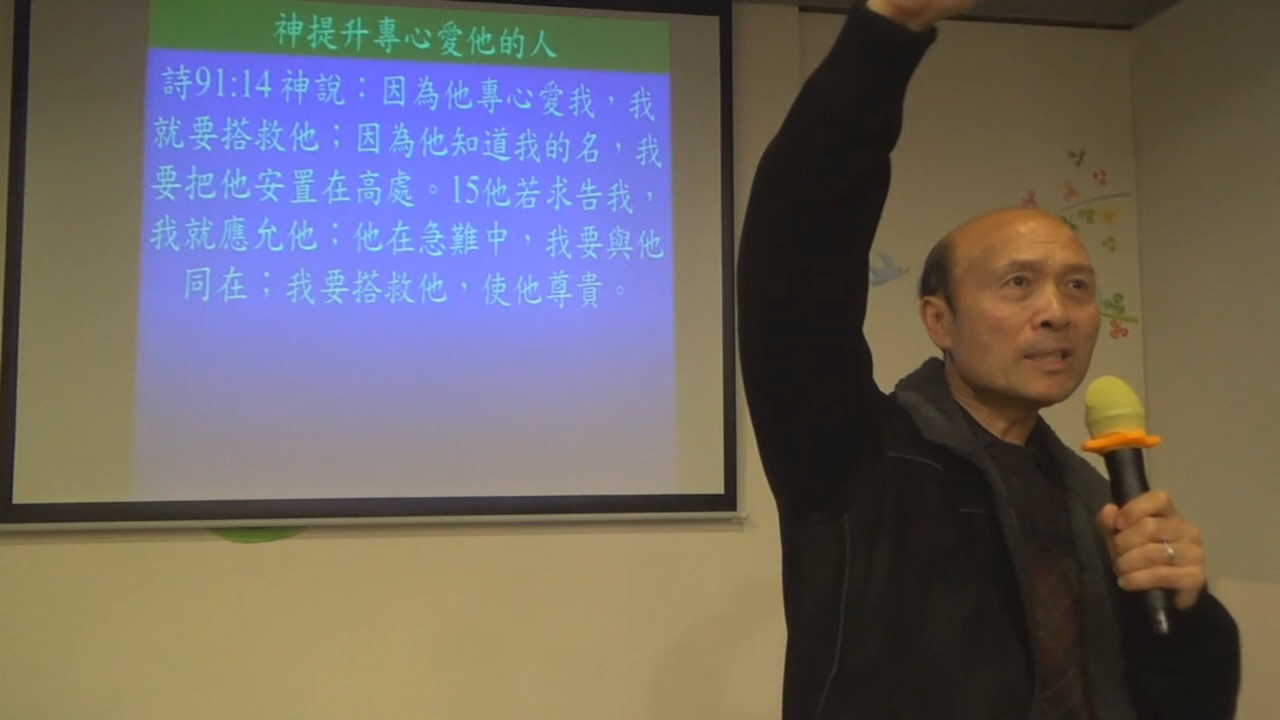 神提升專心愛他的人
詩91:14 神說：因為他專心愛我，我
就要搭救他；因為他知道我的名，我
要把他安置在高處。15他若求告我，
我就應允他；他在急難中，我要與他
同在；我要搭救他，使他尊貴。